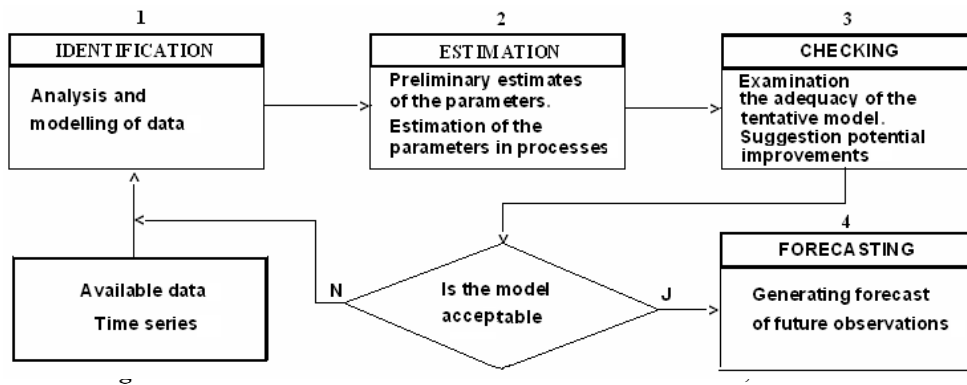 1
IDENTIFICATION
Analysis and
modelling of data
2
ESTIMATION
Preliminary estimates
of the parameters.
Estimation of the
parameters in processes
3
CHECKING
Examination
the adequacy of the
tentative model.
Suggestion potential
improvements
Available data
Time series
N
Is the model
acceptable
J
4
FORECASTING
Generating forecast
of future observations